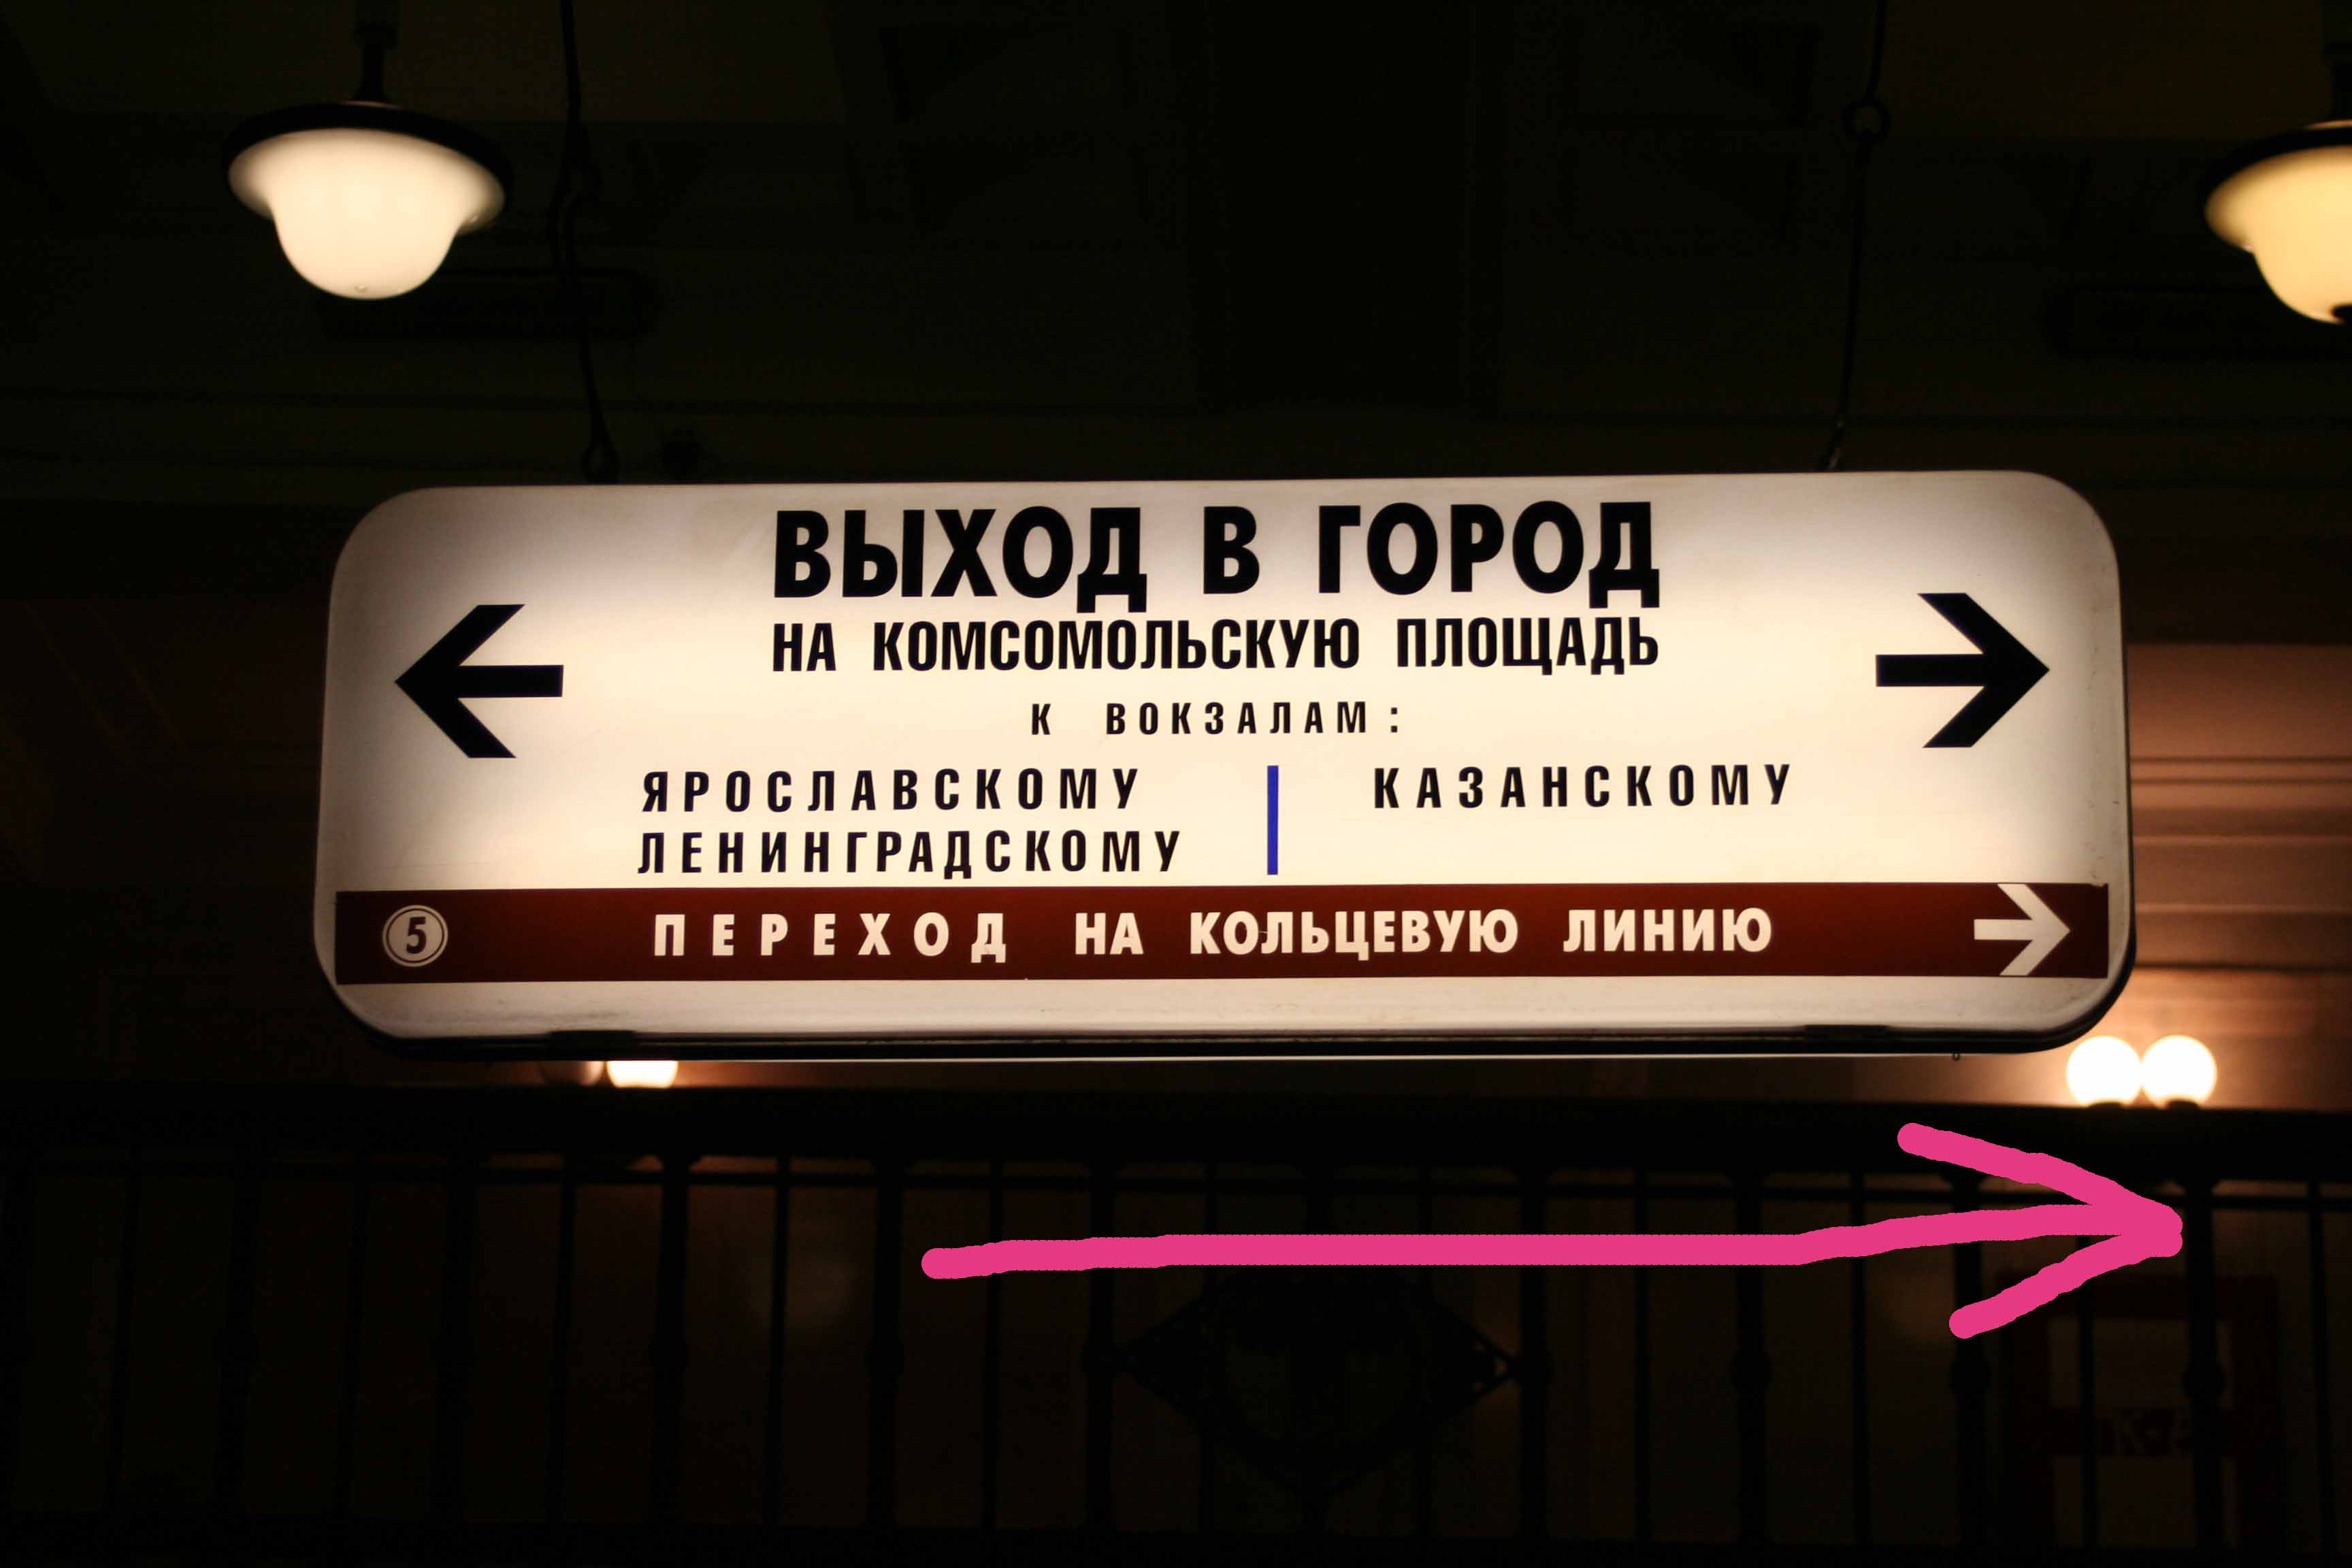 ВЫХОД В ГОРОД
НА КОМСОМОЛЬСКУЮ ПЛОЩАДЬ
К ВОКЗАЛАМ:
ЯРОСЛАВСКОМУ
ЛЕНИНГРАДСКОМУ
КАЗАНСКОМУ
5 ПЕРЕХОД НА КОЛЬЦЕВУЮ ЛИНИЮ